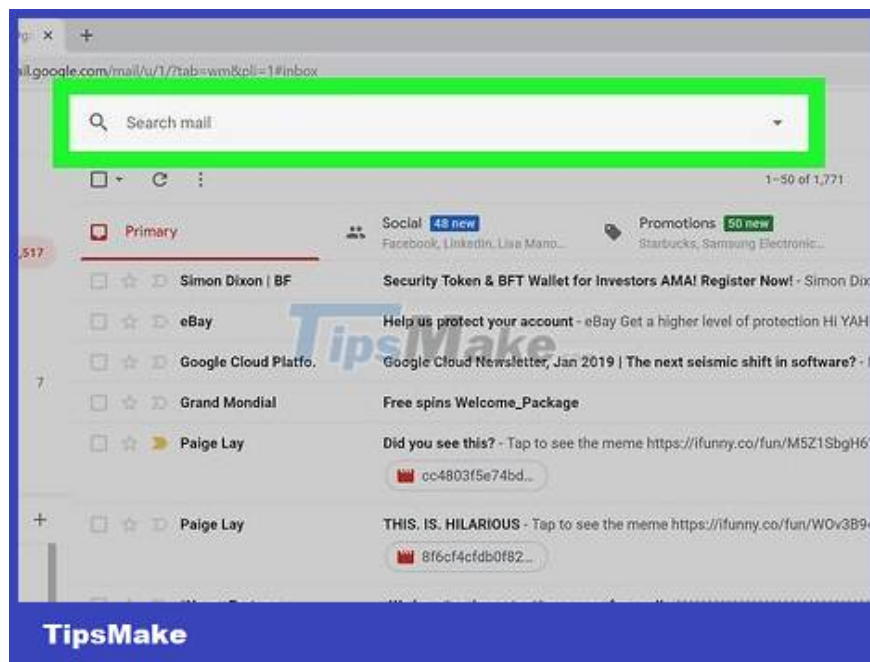 ail.google.com/mail/u/1/?tab=wm&pli=1#inbox
Search mail
1–50 of 1,771
Primary
Social 48 new
Facebook, LinkedIn, Lisa Mano...
Promotions 50 new
Starbucks, Samsung Electronic...
,517
Simon Dixon | BF Security Token & BFT Wallet for Investors AMA! Register Now! - Simon Dix
eBay Help us protect your account - eBay Get a higher level of protection Hi YAH
Google Cloud Platfo. Google Cloud Newsletter, Jan 2019 | The next seismic shift in software? -
7
Grand Mondial Free spins Welcome_Package
Paige Lay Did you see this? - Tap to see the meme https://ifunny.co/fun/M5Z1SbgH6
cc4803f5e74bd...
Paige Lay THIS. IS. HILARIOUS - Tap to see the meme https://ifunny.co/fun/WOv3B9
8f6cf4cfdb0f82...
TipsMake
TipsMake